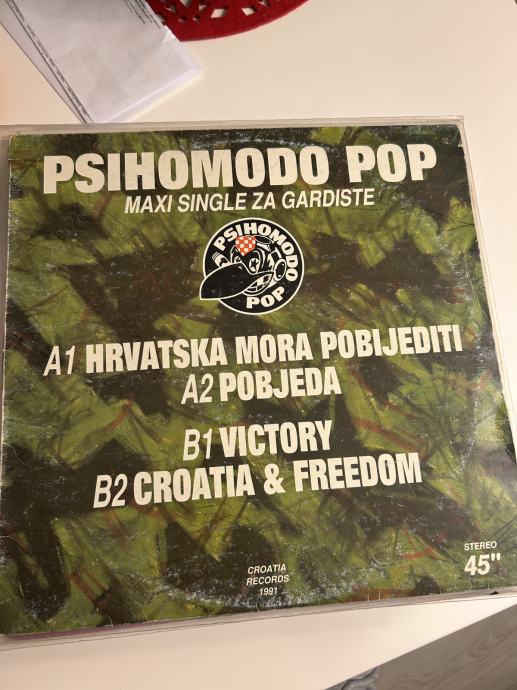 PSIHOMODO POP
MAXI SINGLE ZA GARDISTE
PSIHOMODO
POP
A1 HRVATSKA MORA POBIJEDITI
A2 POBJEDA
B1 VICTORY
B2 CROATIA & FREEDOM
CROATIA
RECORDS
1991
STEREO
45"